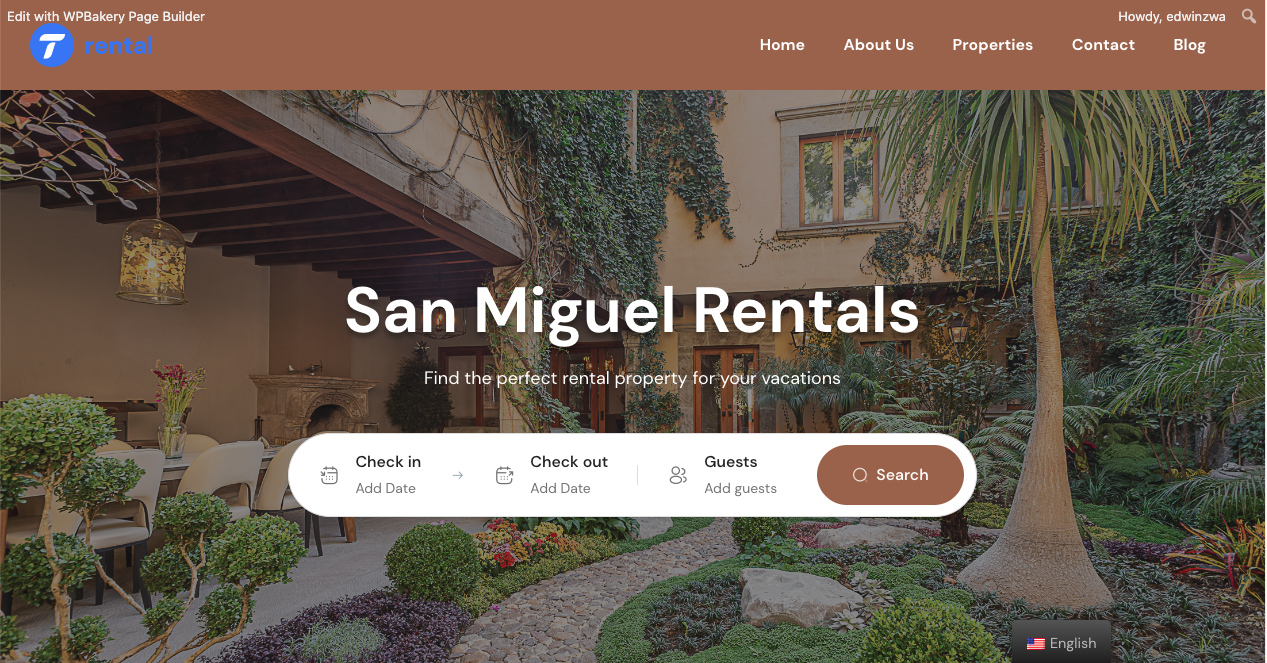 Edit with WPBakery Page Builder
Howdy, edwinzwa
rental
Home About Us Properties Contact Blog
San Miguel Rentals
Find the perfect rental property for your vacations
Check in Check out Guests
Search
Add Date Add Date Add guests
English